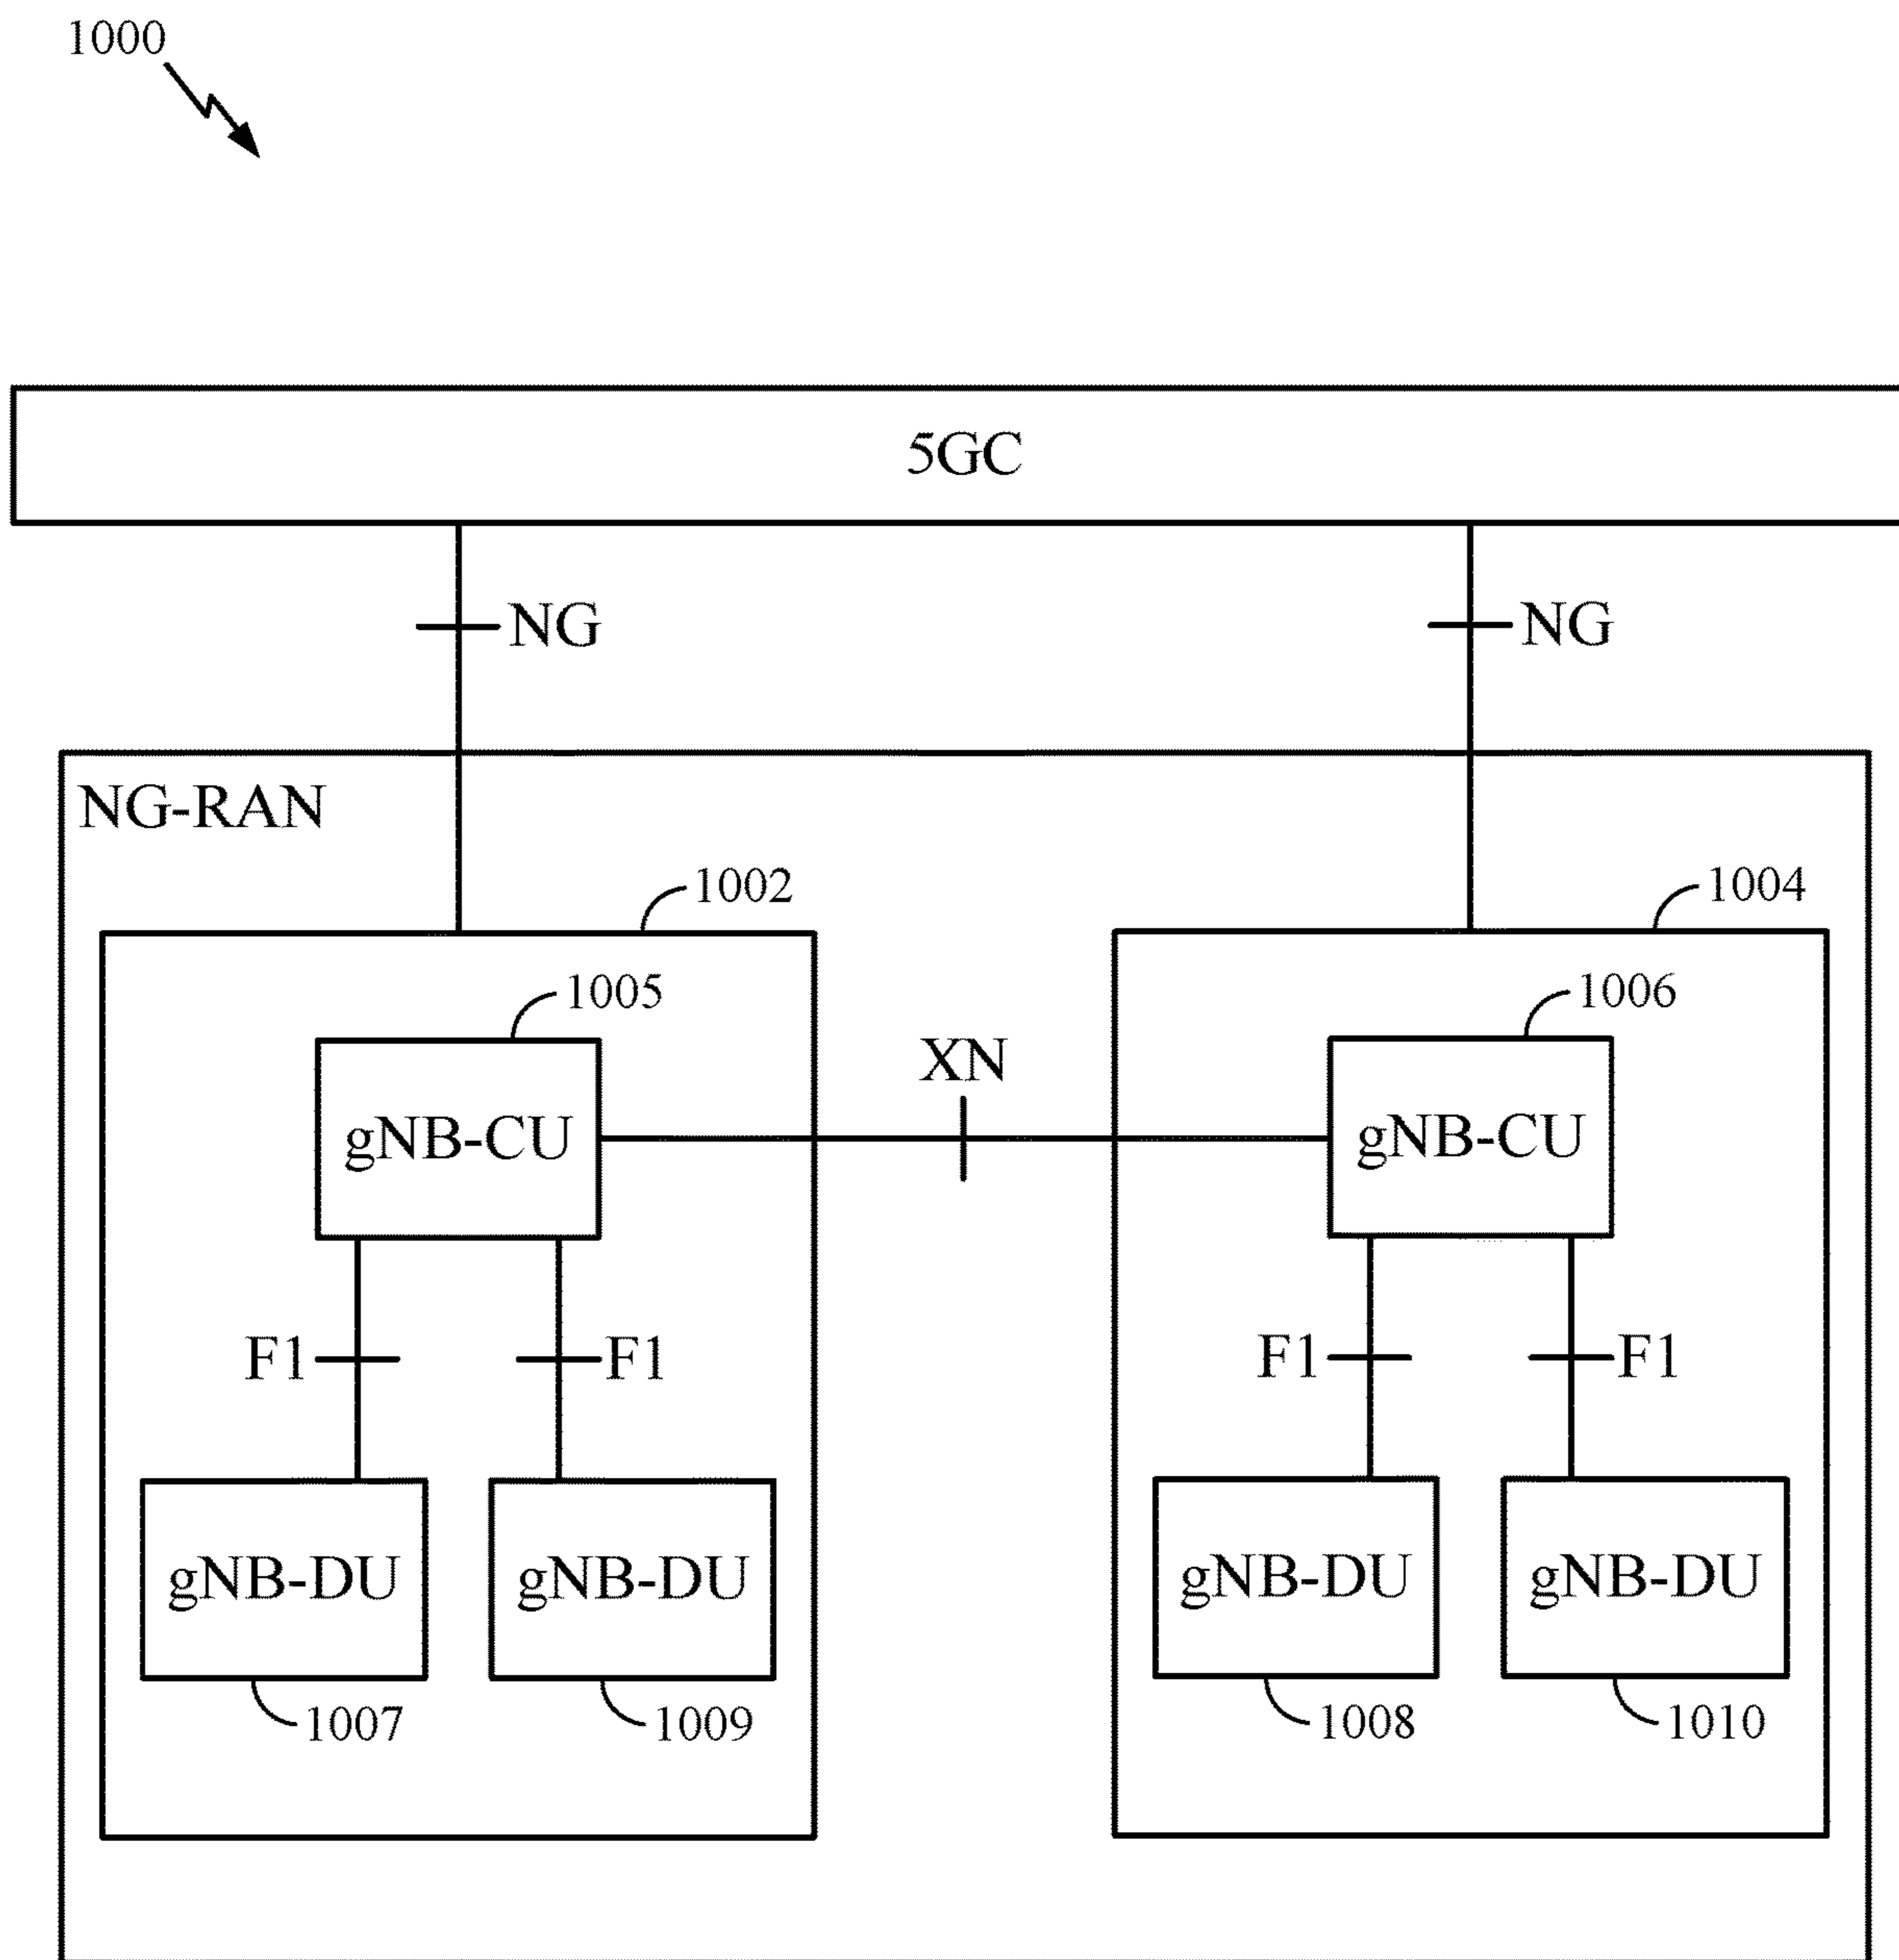 1000
5GC
NG
NG
NG-RAN
1002
1004
1005
1006
XN
gNB-CU
gNB-CU
F1
F1
F1
F1
gNB-DU
gNB-DU
gNB-DU
gNB-DU
1007
1009
1008
1010